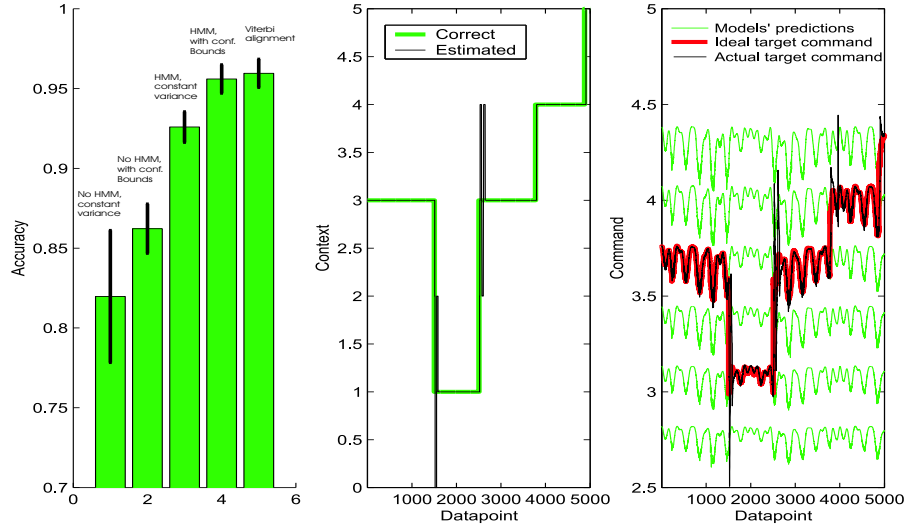 1
0.95
0.9
0.85
0.8
0.75
0.7
0
2
4
6
Accuracy
No HMM,
constant
variance
No HMM,
with conf.
Bounds
HMM,
constant
variance
HMM,
with conf.
Bounds
Viterbi
alignment
5
4.5
4
3.5
3
2.5
2
1.5
1
0.5
0
1000 2000 3000 4000 5000
Datapoint
Context
Correct
Estimated
5
4.5
4
3.5
3
2.5
1000 2000 3000 4000 5000
Datapoint
Command
Models' predictions
Ideal target command
Actual target command